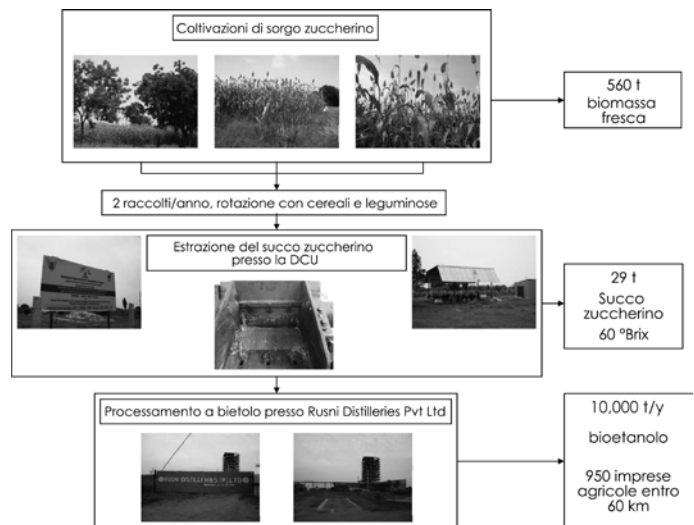 Coltivazioni di sorgo zuccherino
560 t
biomassa
fresca
2 raccolti/anno, rotazione con cereali e leguminose
Estrazione del succo zuccherino
presso la DCU
29 t
Succo
zuccherino
60 °Brix
Processamento a bietolo presso Rusni Distilleries Pvt Ltd
DISTILLERIES (P) LTD
10,000 t/y
bioetanolo
950 imprese
agricole entro
60 km